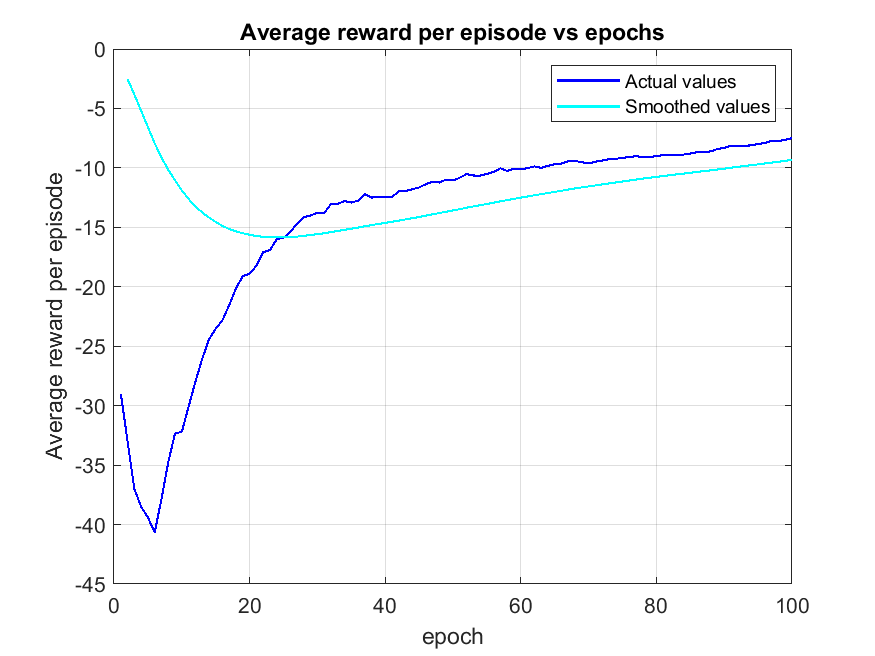 Average reward per episode vs epochs
Actual values
Smoothed values
Average reward per episode
0
-5
-10
-15
-20
-25
-30
-35
-40
-45
0 20 40 60 80 100
epoch